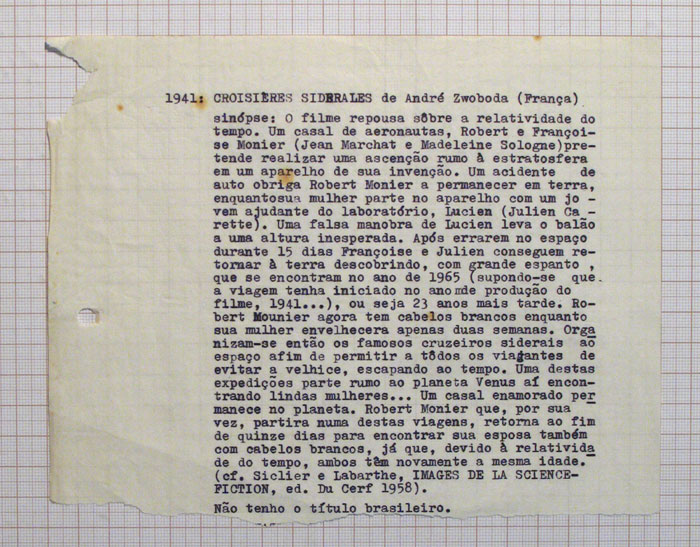 1941: CROISIÈRES SIDERALES de André Zwoboda (França)
sinópse: O filme repousa sôbre a relatividade do
tempo. Um casal de aeronautas, Robert e Françoi-
se Monier (Jean Marchat e Madeleine Sologne)pre-
tende realizar uma ascenção rumo à estratosfera
em um aparelho de sua invenção. Um acidente de
auto obriga Robert Monier a permanecer em terra,
enquantosua mulher parte no aparelho com um jo -
vem ajudante do laboratório, Lucien (Julien Ca -
rette). Uma falsa manobra de Lucien leva o balão
a uma altura inesperada. Após errarem no espaço
durante 15 dias Françoise e Julien conseguem re-
tornar à terra descobrindo, com grande espanto ,
que se encontram no ano de 1965 (supondo-se que
a viagem tenha iniciado no anomde produção do
filme, 1941...), ou seja 23 anos mais tarde. Ro-
bert Mounier agora tem cabelos brancos enquanto
sua mulher envelhecera apenas duas semanas. Orga
nizam-se então os famosos cruzeiros siderais ao
espaço afim de permitir a tôdos os viajantes de
evitar a velhice, escapando ao tempo. Uma destas
expedições parte rumo ao planeta Venus aí encon-
trando lindas mulheres... Um casal enamorado per
manece no planeta. Robert Monier que, por sua
vez, partira numa destas viagens, retorna ao fim
de quinze dias para encontrar sua esposa também
com cabelos brancos, já que, devido à relativida
de do tempo, ambos têm novamente a mesma idade.
(cf. Siclier e Labarthe, IMAGES DE LA SCIENCE-
FICTION, ed. Du Cerf 1958).
Não tenho o título brasileiro.